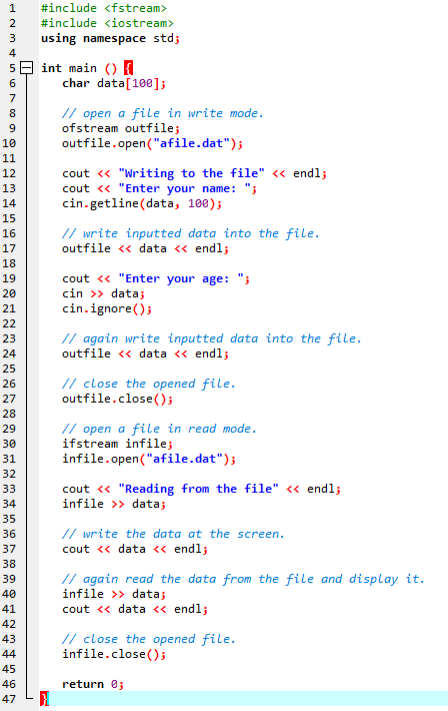 1 #include <fstream>
2 #include <iostream>
3 using namespace std;
4
5 int main () {
6 char data[100];
7
8 // open a file in write mode.
9 ofstream outfile;
10 outfile.open("afile.dat");
11
12 cout << "Writing to the file" << endl;
13 cout << "Enter your name: ";
14 cin.getline(data, 100);
15
16 // write inputted data into the file.
17 outfile << data << endl;
18
19 cout << "Enter your age: ";
20 cin >> data;
21 cin.ignore();
22
23 // again write inputted data into the file.
24 outfile << data << endl;
25
26 // close the opened file.
27 outfile.close();
28
29 // open a file in read mode.
30 ifstream infile;
31 infile.open("afile.dat");
32
33 cout << "Reading from the file" << endl;
34 infile >> data;
35
36 // write the data at the screen.
37 cout << data << endl;
38
39 // again read the data from the file and display it.
40 infile >> data;
41 cout << data << endl;
42
43 // close the opened file.
44 infile.close();
45
46 return 0;
47 }